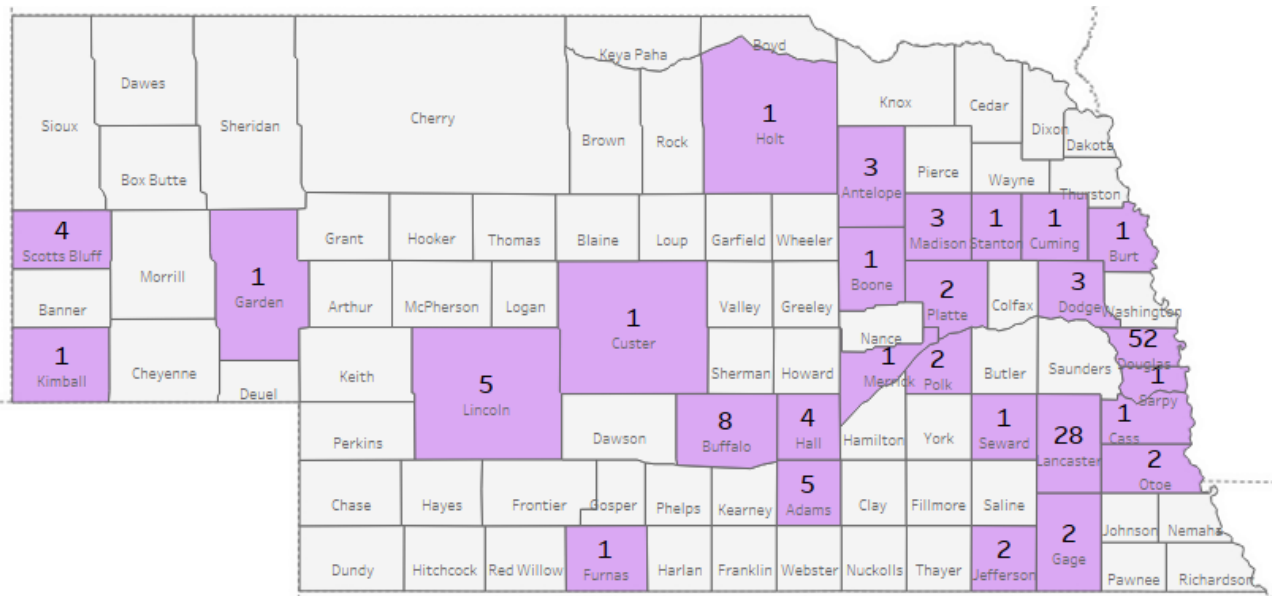 Keya Paha
Boyd
Dawes
Sioux
Sheridan
Cherry
Brown
Rock
1
Holt
Knox
Cedar
Dixon
Dakota
Box Butte
3
Antelope
Pierce
Wayne
Thurston
4
Scotts Bluff
Morrill
1
Garden
Grant
Hooker
Thomas
Blaine
Loup
Garfield
Wheeler
3
Madison
1
Stanton
1
Cuming
1
Burt
Banner
Arthur
McPherson
Logan
1
Custer
Valley
Greeley
1
Boone
2
Platte
Colfax
3
Dodge
Washington
1
Kimball
Cheyenne
Deuel
Keith
5
Lincoln
Sherman
Howard
Nance
1
Merrick
2
Polk
Butler
Saunders
52
Douglas
1
Sarpy
Perkins
Dawson
8
Buffalo
4
Hall
Hamilton
York
1
Seward
28
Lancaster
1
Cass
2
Otoe
Chase
Hayes
Frontier
Gosper
Phelps
Kearney
5
Adams
Clay
Fillmore
Saline
Johnson
Nemaha
Dundy
Hitchcock
Red Willow
1
Furnas
Harlan
Franklin
Webster
Nuckolls
Thayer
2
Jefferson
2
Gage
Pawnee
Richardson